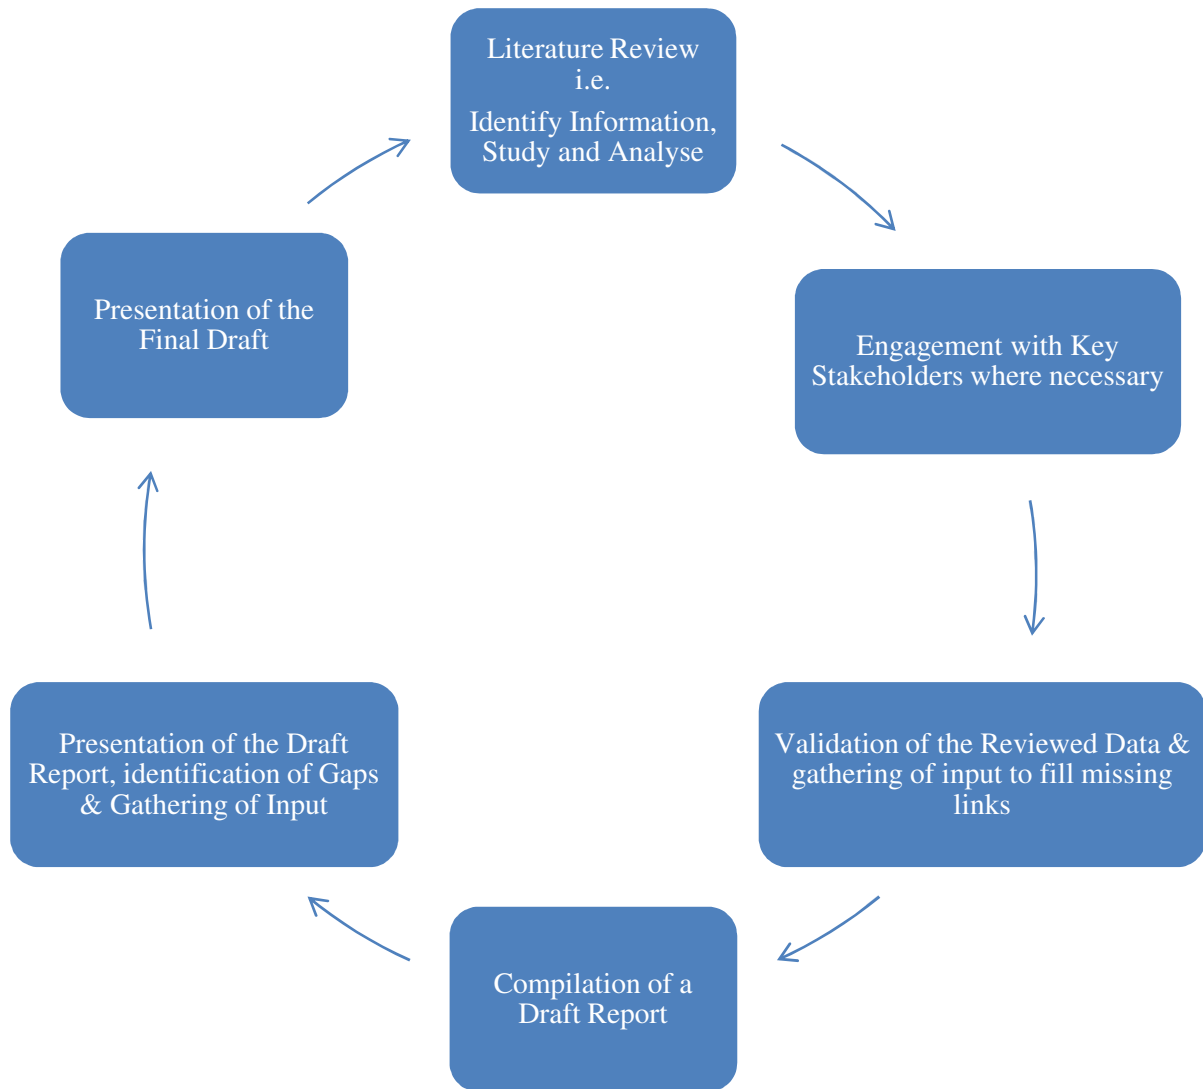 Literature Review
i.e.
Identify Information,
Study and Analyse
Engagement with Key
Stakeholders where necessary
Validation of the Reviewed Data &
gathering of input to fill missing
links
Compilation of a
Draft Report
Presentation of the Draft
Report, identification of Gaps
& Gathering of Input
Presentation of the
Final Draft